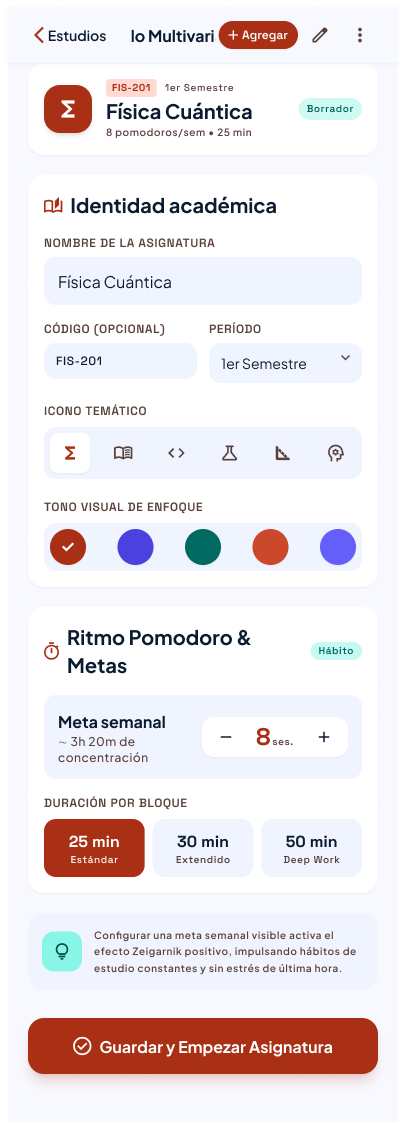 Estudios
lo Multivari
+ Agregar
FIS-201 1er Semestre
Física Cuántica
8 pomodoros/sem • 25 min
Borrador
Identidad académica
NOMBRE DE LA ASIGNATURA
Física Cuántica
CÓDIGO (OPCIONAL)
PERÍODO
FIS-201
1er Semestre
ICONO TEMÁTICO
TONO VISUAL DE ENFOQUE
Ritmo Pomodoro &
Metas
Hábito
Meta semanal
~ 3h 20m de
concentración
− 8 ses. +
DURACIÓN POR BLOQUE
25 min
Estándar
30 min
Extendido
50 min
Deep Work
Configurar una meta semanal visible activa el
efecto Zeigarnik positivo, impulsando hábitos de
estudio constantes y sin estrés de última hora.
Guardar y Empezar Asignatura